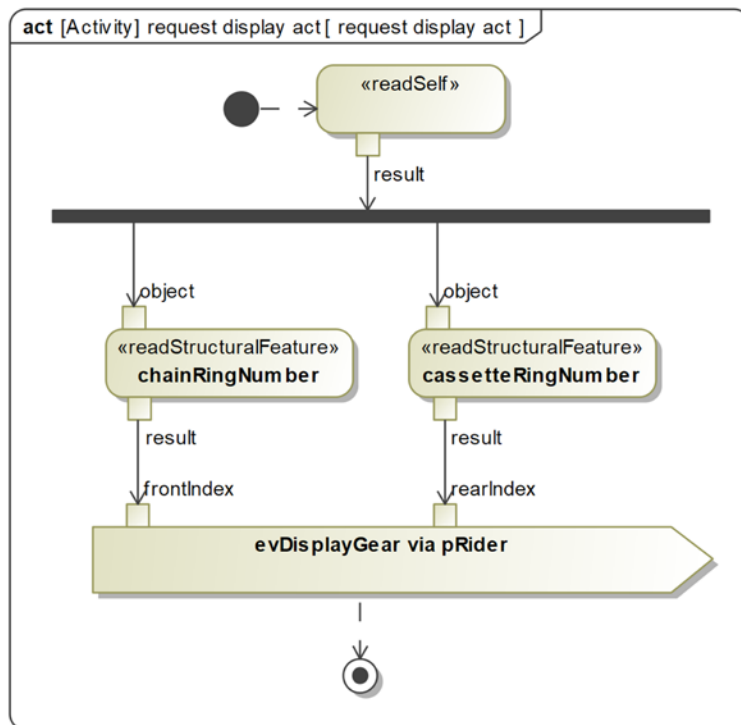 act [Activity] request display act[ request display act ]
«readSelf»
result
object
object
«readStructuralFeature»
chainRingNumber
«readStructuralFeature»
cassetteRingNumber
result
result
frontIndex
rearIndex
evDisplayGear via pRider